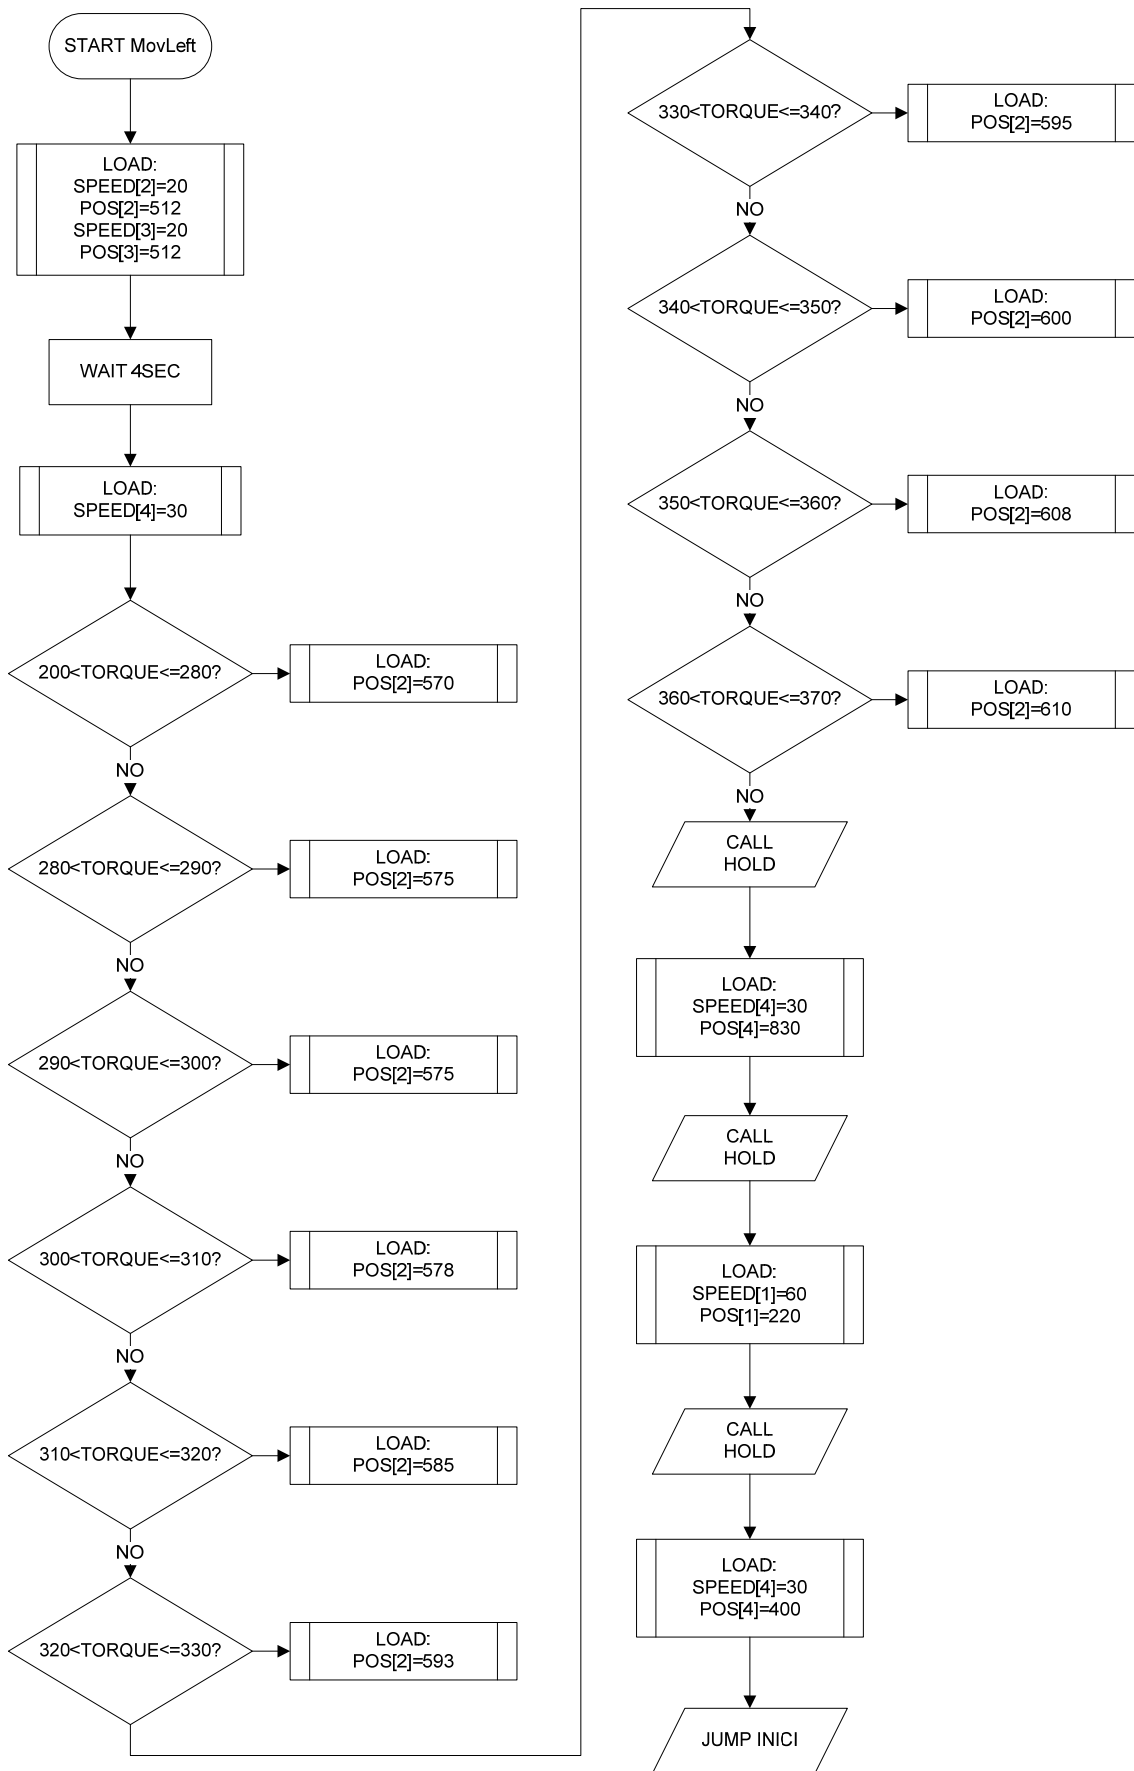 START MovLeft
LOAD:
SPEED[2]=20
POS[2]=512
SPEED[3]=20
POS[3]=512
WAIT 4SEC
LOAD:
SPEED[4]=30
200<TORQUE<=280?
LOAD:
POS[2]=570
NO
280<TORQUE<=290?
LOAD:
POS[2]=575
NO
290<TORQUE<=300?
LOAD:
POS[2]=575
NO
300<TORQUE<=310?
LOAD:
POS[2]=578
NO
310<TORQUE<=320?
LOAD:
POS[2]=585
NO
320<TORQUE<=330?
LOAD:
POS[2]=593
330<TORQUE<=340?
LOAD:
POS[2]=595
NO
340<TORQUE<=350?
LOAD:
POS[2]=600
NO
350<TORQUE<=360?
LOAD:
POS[2]=608
NO
360<TORQUE<=370?
LOAD:
POS[2]=610
NO
CALL
HOLD
LOAD:
SPEED[4]=30
POS[4]=830
CALL
HOLD
LOAD:
SPEED[1]=60
POS[1]=220
CALL
HOLD
LOAD:
SPEED[4]=30
POS[4]=400
JUMP INICI